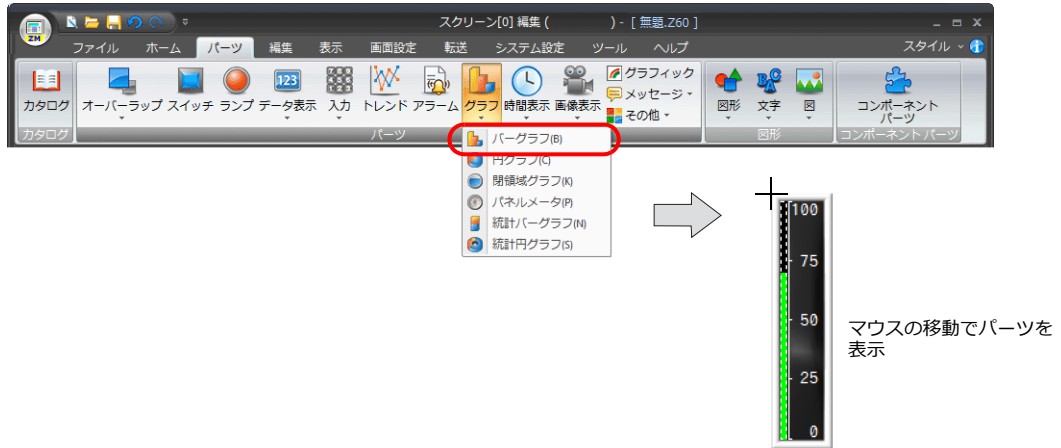 スクリーン[0] 編集 ( ) - [ 無題.Z60 ]
ZM
ファイル ホーム パーツ 編集 表示 画面設定 転送 システム設定 ツール ヘルプ スタイル
カタログ オーバーラップ スイッチ ランプ データ表示 入力 トレンド アラーム グラフ 時間表示 画像表示
123
グラフィック
メッセージ
その他
図形 文字 図
コンポーネント
パーツ
カタログ パーツ 図形 コンポーネント パーツ
バーグラフ(B)
円グラフ(C)
閉領域グラフ(K)
パネルメータ(P)
統計バーグラフ(N)
統計円グラフ(S)
100
75
50
25
0
マウスの移動でパーツを
表示